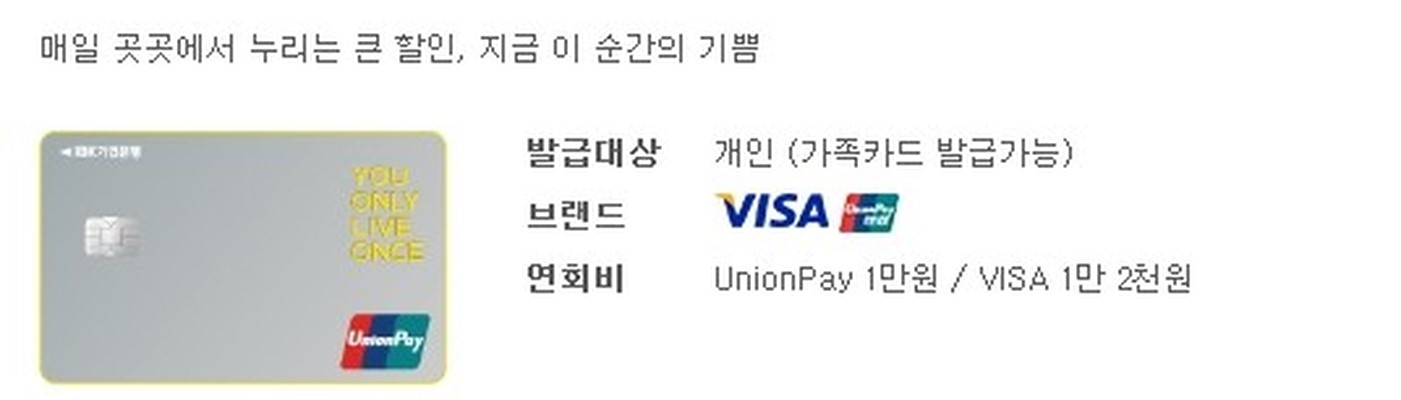 매일 곳곳에서 누리는 큰 할인, 지금 이 순간의 기쁨
IBK기업은행
YOU
ONLY
LIVE
ONCE
UnionPay
발급대상 개인 (가족카드 발급가능)
브랜드 VISA UnionPay
연회비 UnionPay 1만원 / VISA 1만 2천원